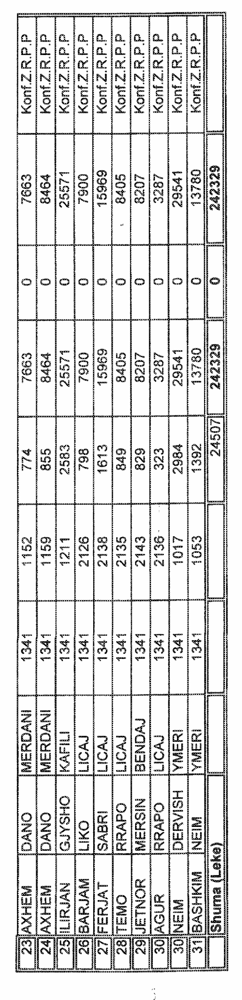 23 AXHEM DANO MERDANI 1341 1152 774 7663 0 7663 Konf.Z.R.P.P
24 AXHEM DANO MERDANI 1341 1159 855 8464 0 8464 Konf.Z.R.P.P
25 ILIRJAN GJYSHO KAFILI 1341 1211 2583 25571 0 25571 Konf.Z.R.P.P
26 BARJAM LIKO LICAJ 1341 2126 798 7900 0 7900 Konf.Z.R.P.P
27 FERJAT SABRI LICAJ 1341 2138 1613 15969 0 15969 Konf.Z.R.P.P
28 TEMO RRAPO LICAJ 1341 2135 849 8405 0 8405 Konf.Z.R.P.P
29 JETNOR MERSIN BENDAJ 1341 2143 829 8207 0 8207 Konf.Z.R.P.P
30 AGUR RRAPO LICAJ 1341 2136 323 3287 0 3287 Konf.Z.R.P.P
30 NEIM DERVISH YMERI 1341 1017 2984 29541 0 29541 Konf.Z.R.P.P
31 BASHKIM NEIM YMERI 1341 1053 1392 13780 0 13780 Konf.Z.R.P.P
Shuma (Leke) 24507 242329 0 242329